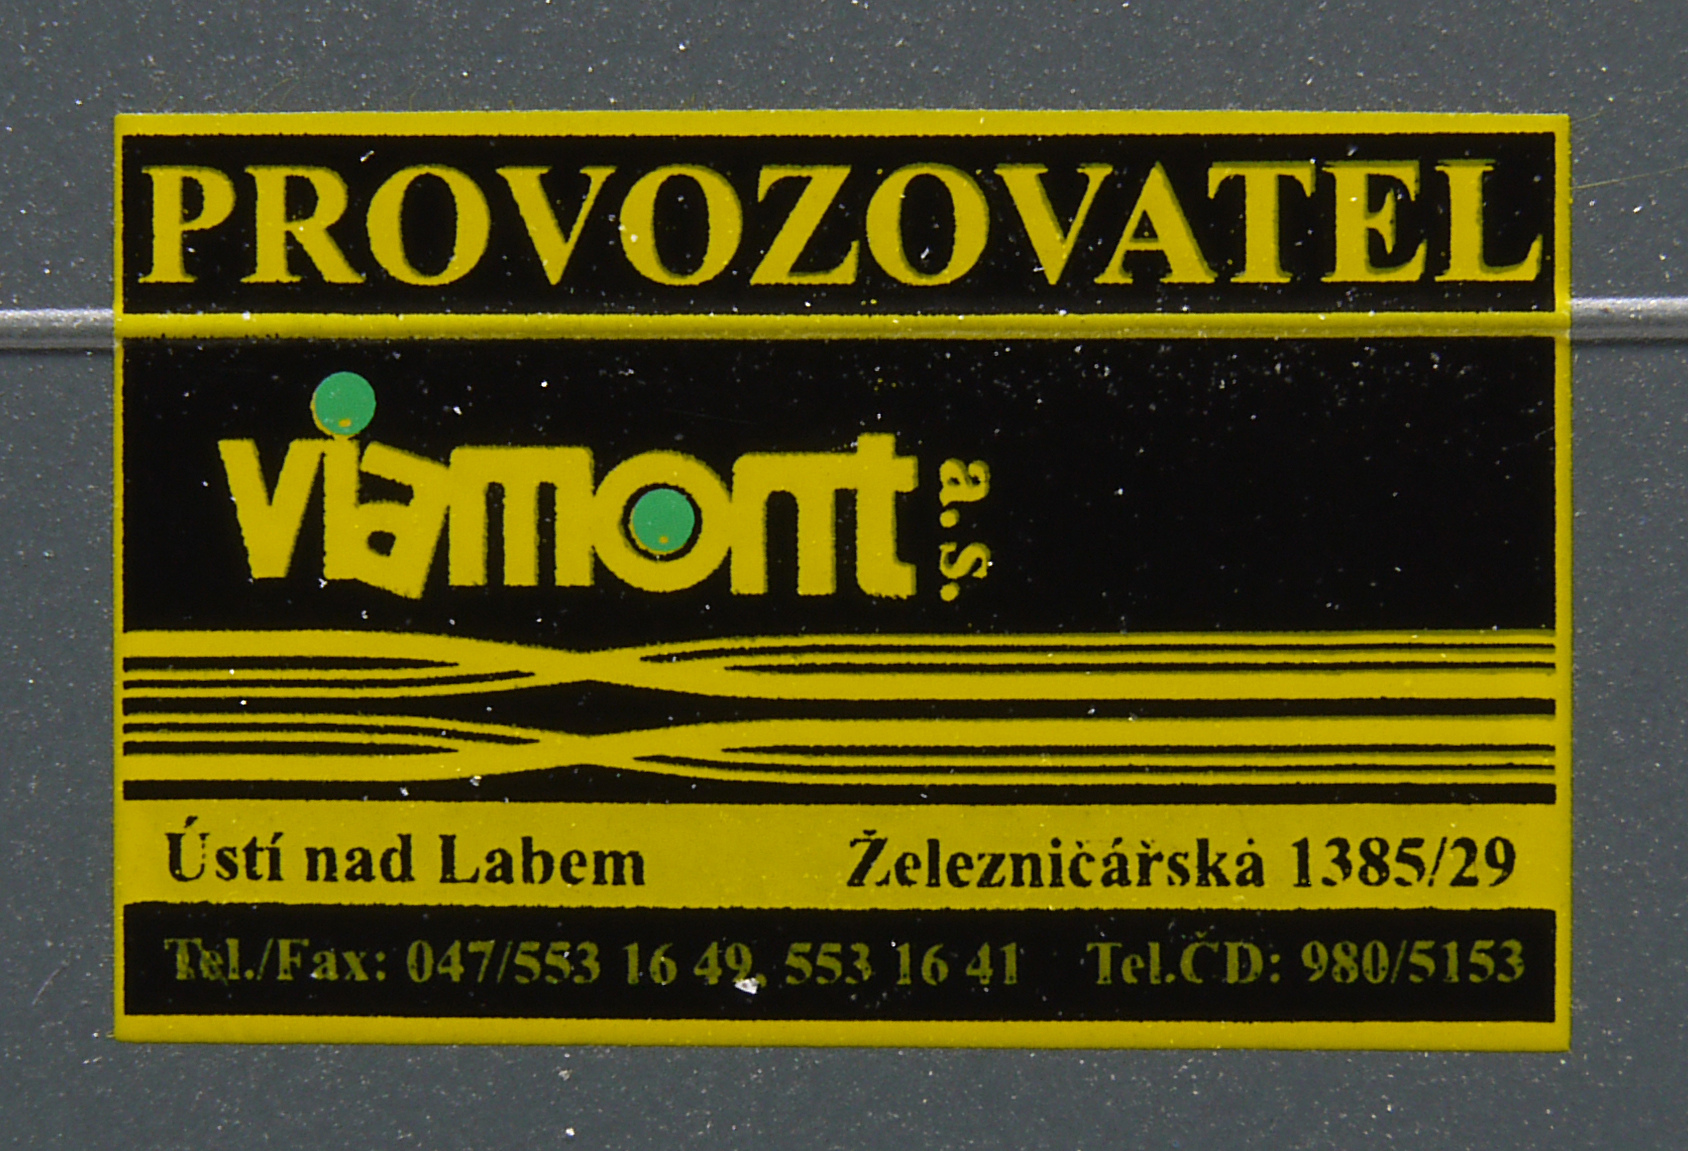 PROVOZOVATEL
viamont a.s.
Ústí nad Labem Železničářská 1385/29
Tel./Fax: 047/553 16 49, 553 16 41 Tel.ČD: 980/5153